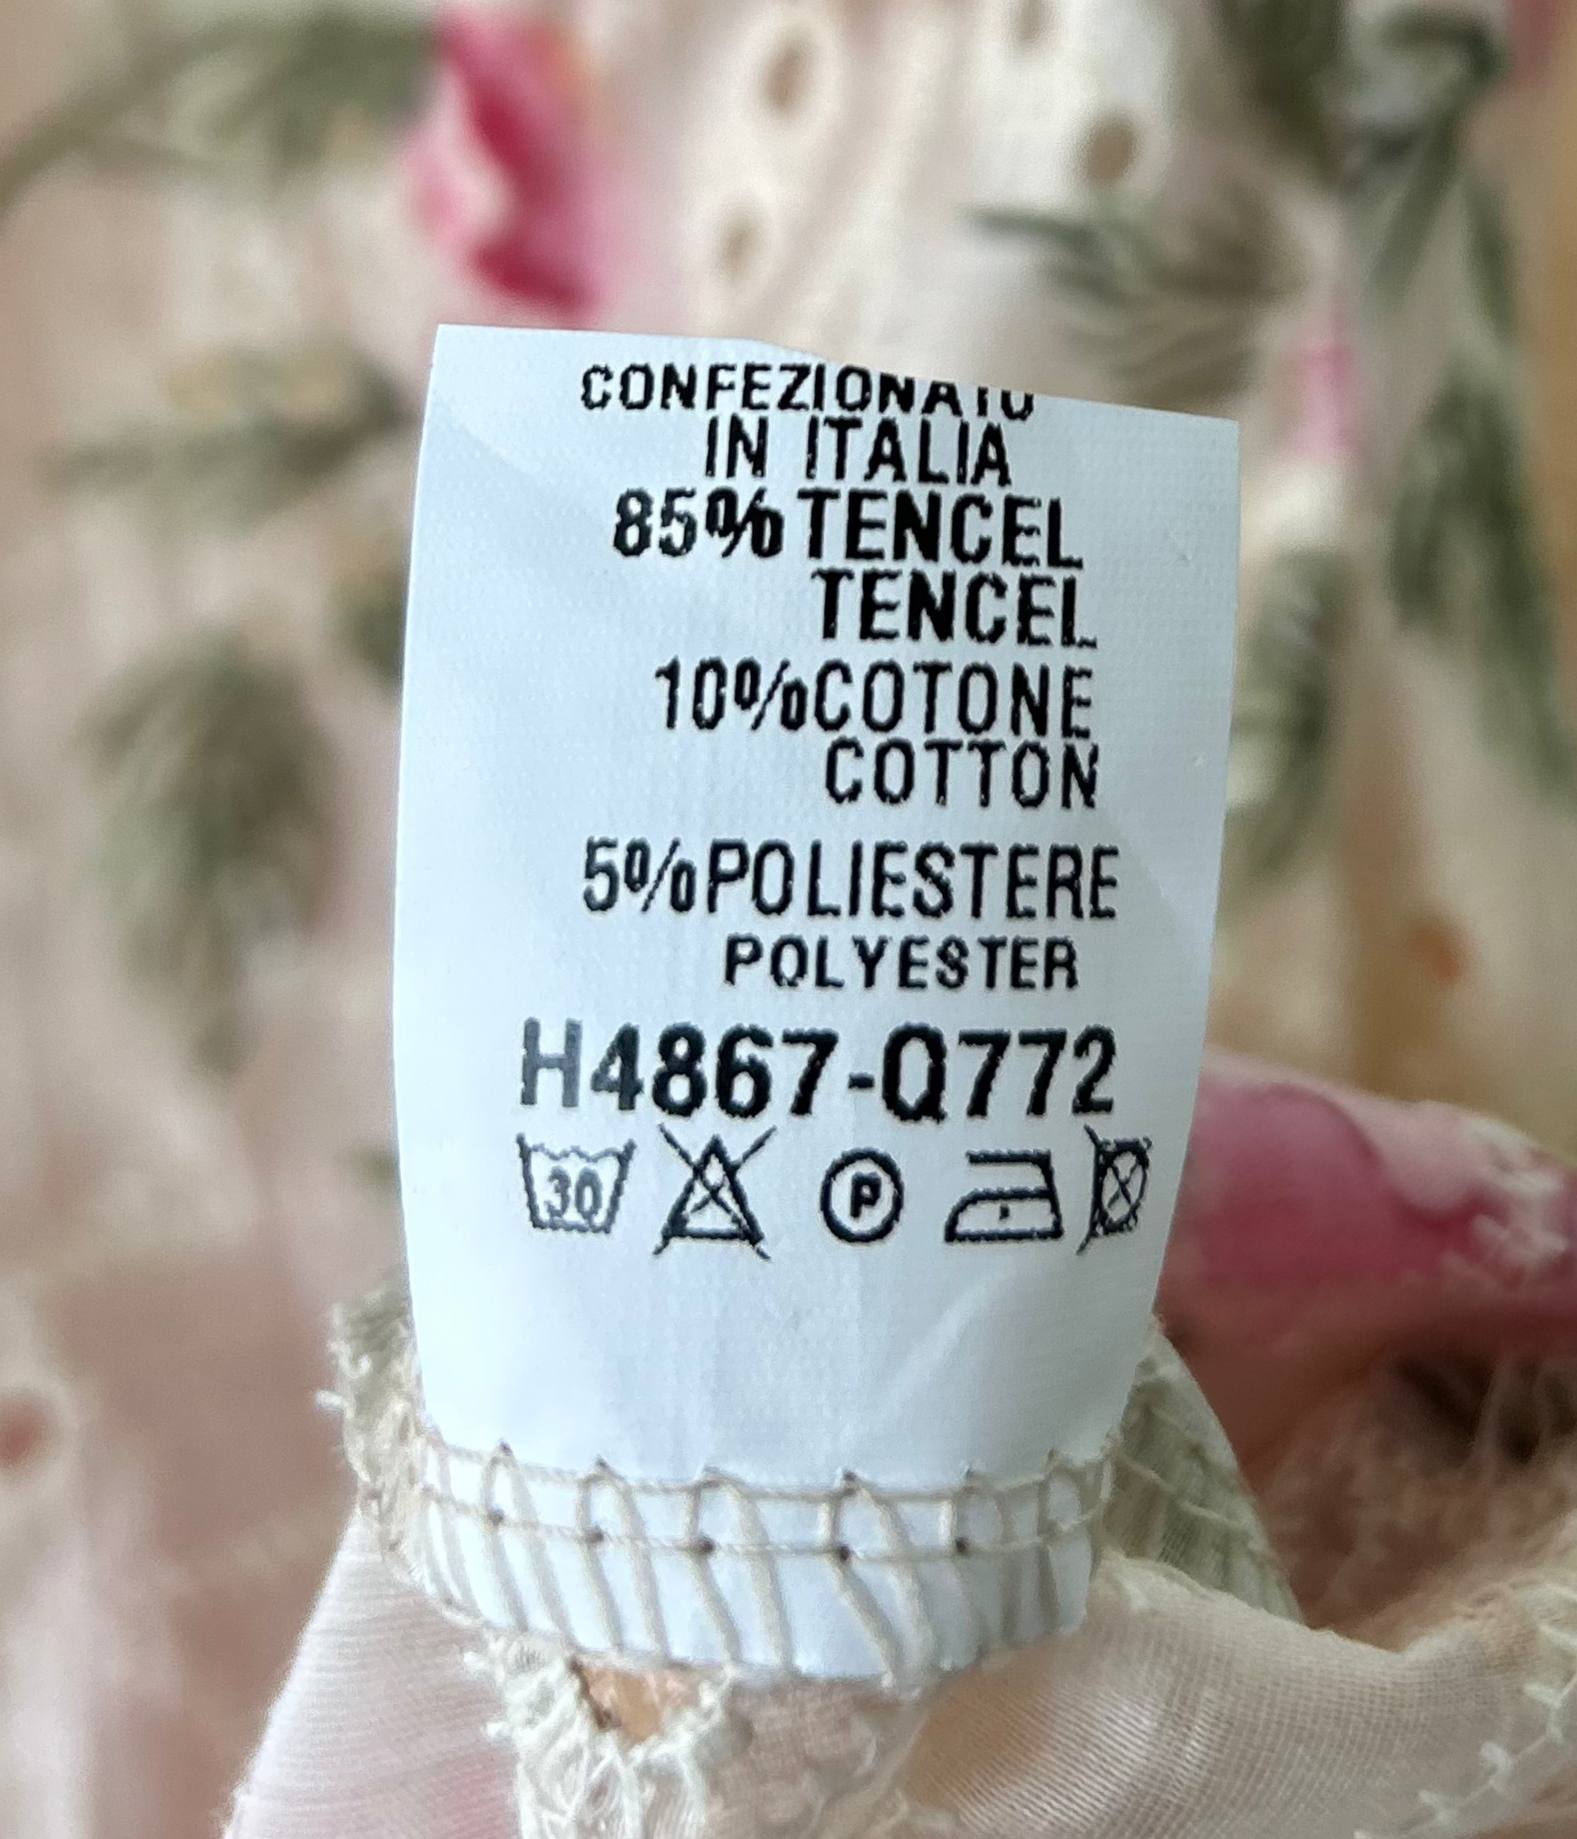 CONFEZIONATO
IN ITALIA
85% TENCEL
TENCEL
10%COTONE
COTTON
5%POLIESTERE
POLYESTER
H4867-Q772
30 P